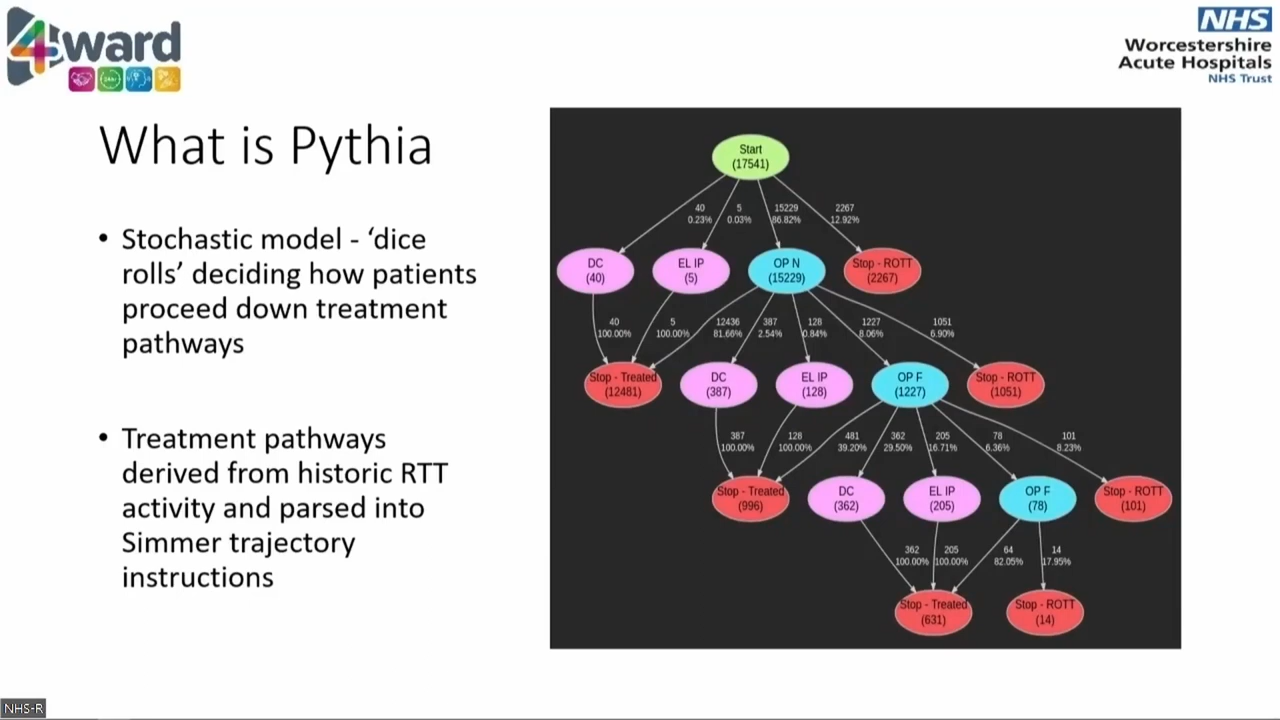 4ward
NHS
Worcestershire
Acute Hospitals
NHS Trust
What is Pythia
• Stochastic model - ‘dice
rolls’ deciding how patients
proceed down treatment
pathways
• Treatment pathways
derived from historic RTT
activity and parsed into
Simmer trajectory
instructions
Start
(17541)
40 5 15229 2267
0.23% 0.03% 86.82% 12.92%
DC EL IP OP N Stop - ROTT
(40) (5) (15229) (2267)
40 5 12436 387 128 1227 1051
100.00% 100.00% 81.66% 2.54% 0.84% 8.06% 6.90%
Stop - Treated DC EL IP OP F Stop - ROTT
(12481) (387) (128) (1227) (1051)
387 128 481 362 205 78 101
100.00% 100.00% 39.20% 29.50% 16.71% 6.36% 8.23%
Stop - Treated DC EL IP OP F Stop - ROTT
(996) (362) (205) (78) (101)
362 205 64 14
100.00% 100.00% 82.05% 17.95%
Stop - Treated Stop - ROTT
(631) (14)
NHS-R